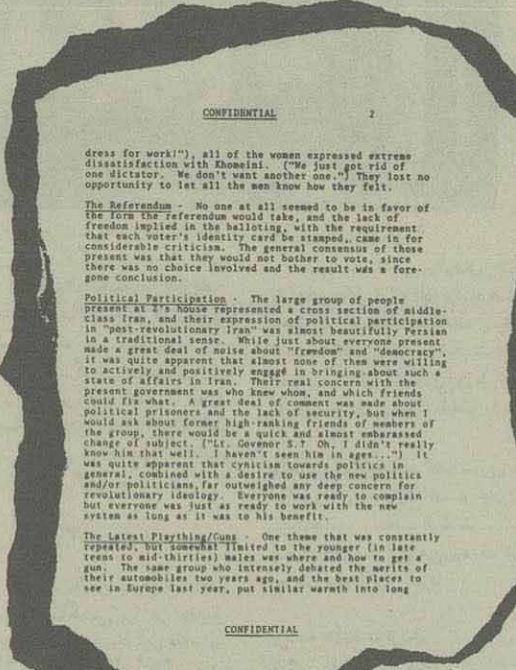 CONFIDENTIAL 2
dress for work!"), all of the women expressed extreme
dissatisfaction with Khomeini. ("We just got rid of
one dictator. We don't want another one.") They lost no
opportunity to let all the men know how they felt.
The Referendum - No one at all seemed to be in favor of
the form the referendum would take, and the lack of
freedom implied in the balloting, with the requirement
that each voter's identity card be stamped, came in for
considerable criticism. The general consensus of those
present was that they would not bother to vote, since
there was no choice involved and the result was a fore-
gone conclusion.
Political Participation - The large group of people
present at Z's house represented a cross section of middle-
class Iran, and their expression of political participation
in "post-revolutionary Iran" was almost beautifully Persian
in a traditional sense. While just about everyone present
made a great deal of noise about "freedom" and "democracy",
it was quite apparent that almost none of them were willing
to actively and positively engagé in bringing about such a
state of affairs in Iran. Their real concern with the
present government was who knew whom, and which friends
could fix what. A great deal of comment was made about
political prisoners and the lack of security, but when I
would ask about former high-ranking friends of members of
the group, there would be a quick and almost embarassed
change of subject. ("Lt. Govenor S.? Oh, I didn't really
know him that well. I haven't seen him in ages...") It
was quite apparent that cynicism towards politics in
general, combined with a desire to use the new politics
and/or politicians, far outweighed any deep concern for
revolutionary ideology. Everyone was ready to complain
but everyone was just as ready to work with the new
system as long as it was to his benefit.
The Latest Plaything/Guns - One theme that was constantly
repeated, but somewhat limited to the younger (in late
teens to mid-thirties) males was where and how to get a
gun. The same group who intensely debated the merits of
their automobiles two years ago, and the best places to
see in Europe last year, put similar warmth into long
CONFIDENTIAL